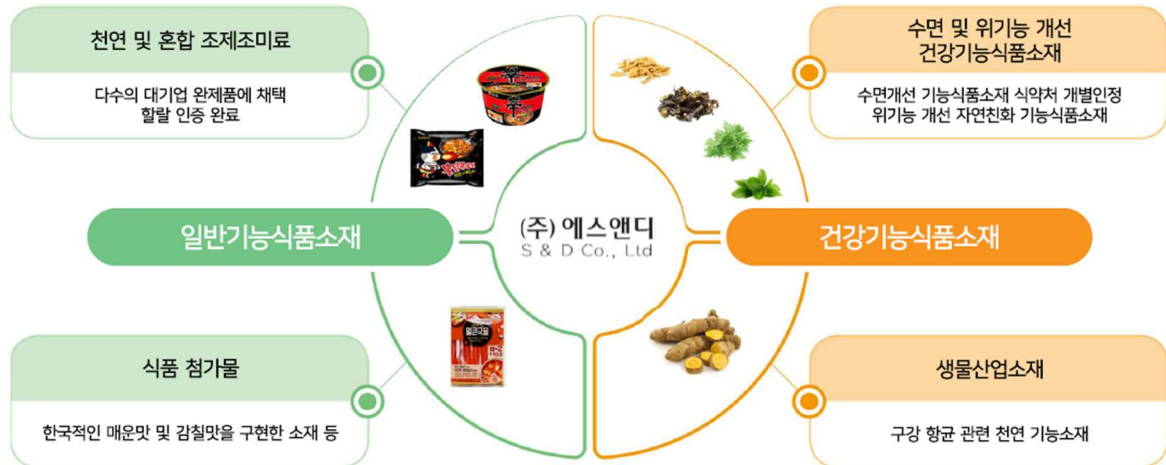 천연 및 혼합 조제조미료
다수의 대기업 완제품에 채택
할랄 인증 완료
수면 및 위기능 개선
건강기능식품소재
수면개선 기능식품소재 식약처 개별인정
위기능 개선 자연친화 기능식품소재
일반기능식품소재
(주) 에스앤디
S & D Co., Ltd
건강기능식품소재
식품 첨가물
한국적인 매운맛 및 감칠맛을 구현한 소재 등
생물산업소재
구강 항균 관련 천연 기능소재
辛
얼큰국물